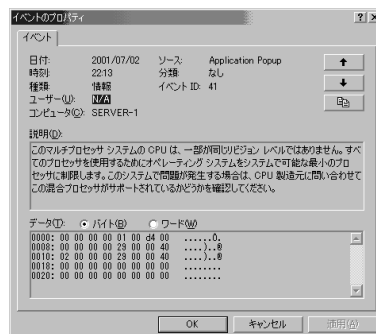 イベントのプロパティ
イベント
日付: 2001/07/02 ソース: Application Popup
時刻: 22:13 分類: なし
種類: 情報 イベント ID: 41
ユーザー(U): N/A
コンピュータ(C): SERVER-1
説明(D):
このマルチプロセッサ システムの CPU は、一部が同じリビジョン レベルではありません。すべ
てのプロセッサを使用するためにオペレーティング システムをシステムで可能な最小のプロ
セッサに制限します。このシステムで問題が発生する場合は、CPU 製造元に問い合わせて
この混合プロセッサがサポートされているかどうかを確認してください。
データ(T): バイト(B) ワード(W)
0000: 00 00 00 00 01 00 d4 00 ......Ô.
0008: 00 00 00 00 29 00 00 40 ....)..@
0010: 02 00 00 00 29 00 00 40 ....)..@
0018: 00 00 00 00 00 00 00 00 ........
0020: 00 00 00 00 00 00 00 00 ........
OK キャンセル 適用(A)